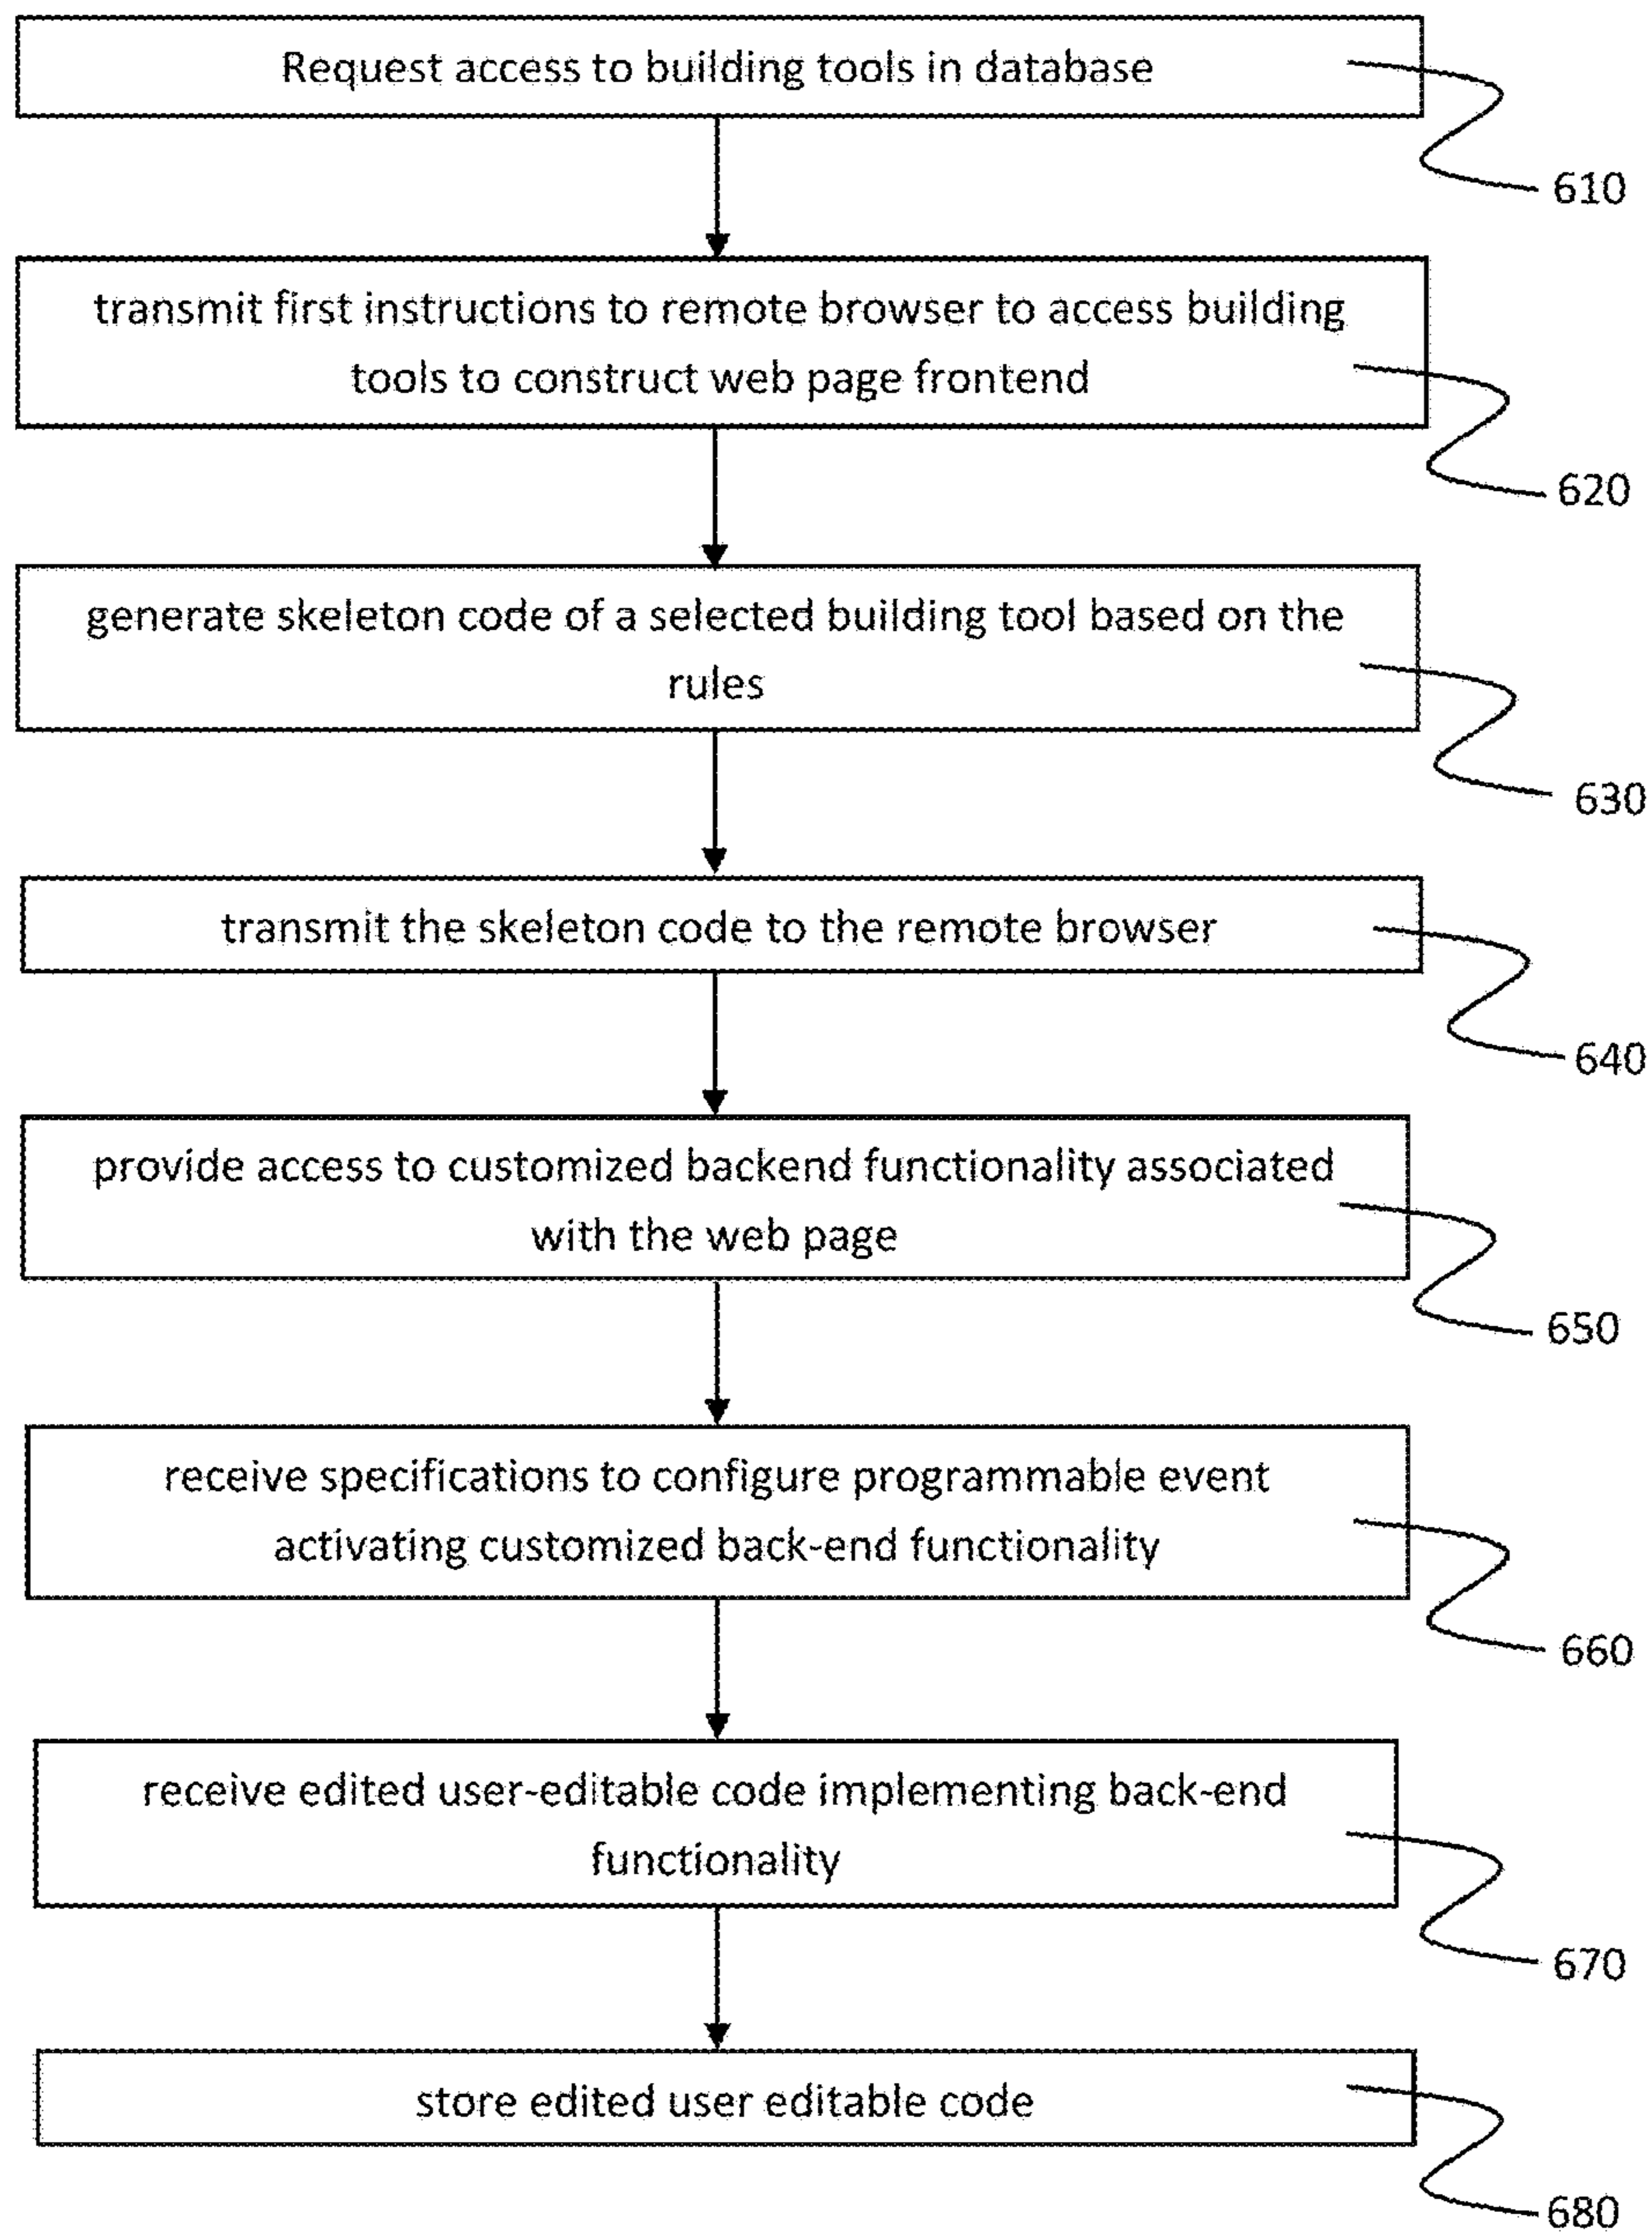 Request access to building tools in database
610
transmit first instructions to remote browser to access building
tools to construct web page frontend
620
generate skeleton code of a selected building tool based on the
rules
630
transmit the skeleton code to the remote browser
640
provide access to customized backend functionality associated
with the web page
650
receive specifications to configure programmable event
activating customized back-end functionality
660
receive edited user-editable code implementing back-end
functionality
670
store edited user editable code
680